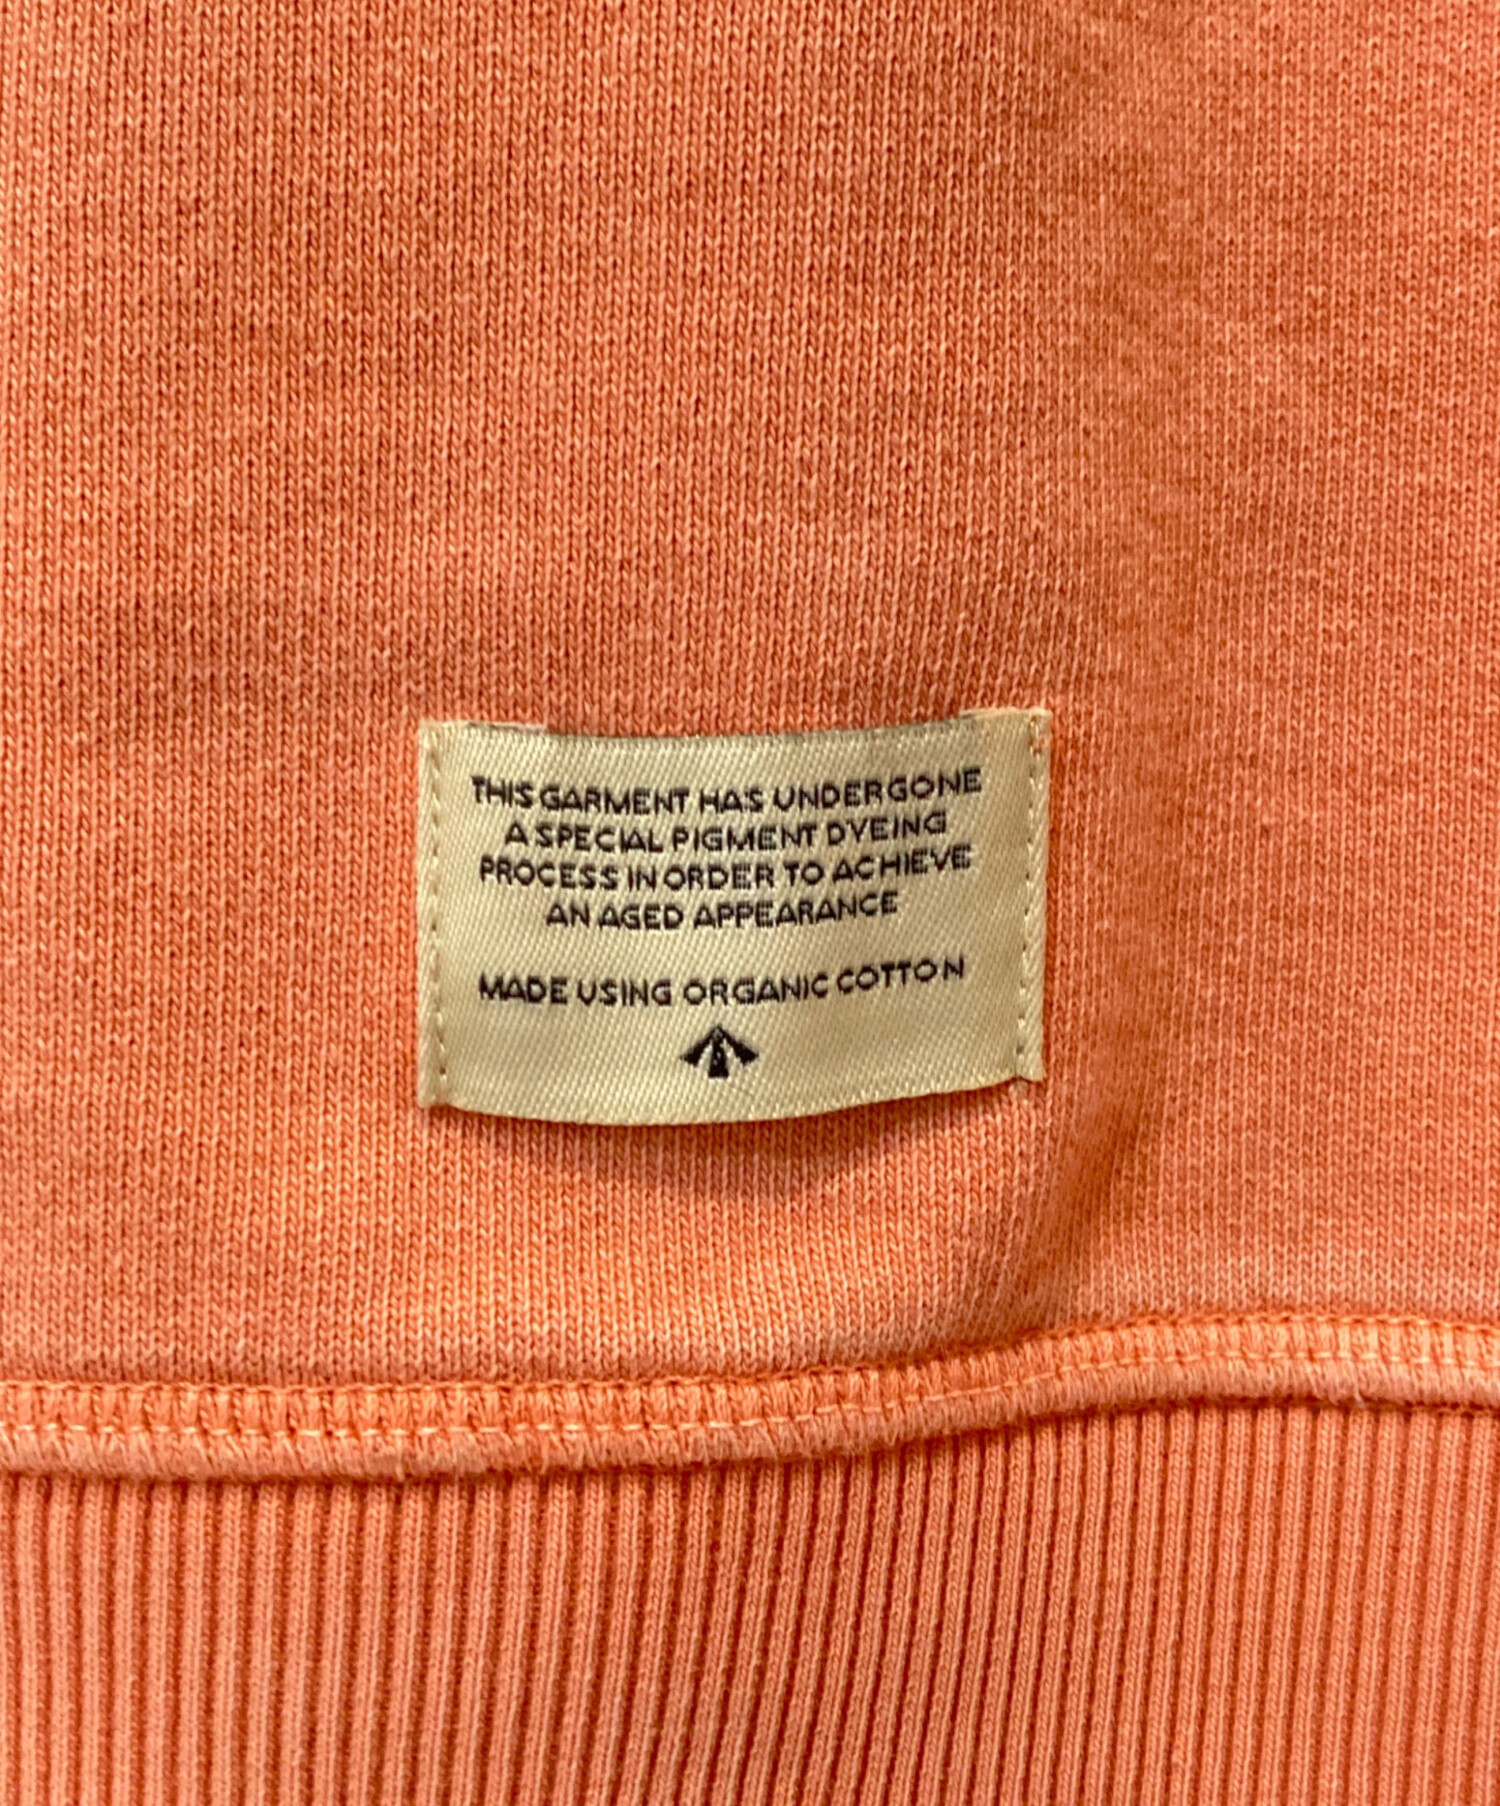 THIS GARMENT HAS UNDERGONE
A SPECIAL PIGMENT DYEING
PROCESS IN ORDER TO ACHIEVE
AN AGED APPEARANCE
MADE USING ORGANIC COTTON